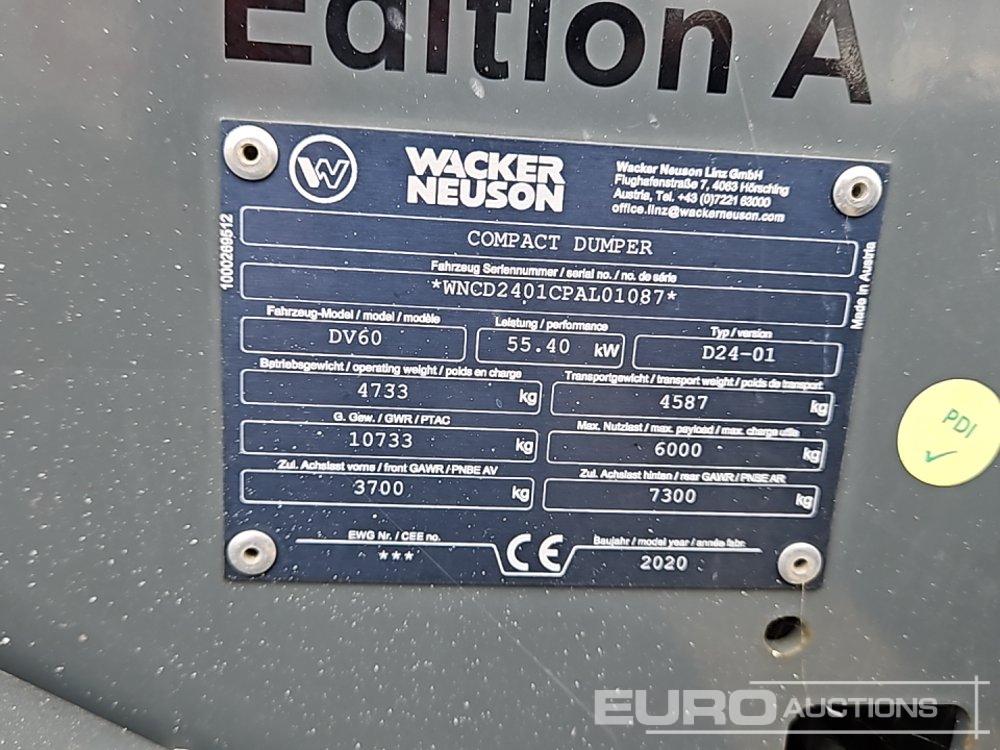 Edition A
W
WACKER
NEUSON
Wacker Neuson Linz GmbH
Flughafenstraße 7, 4063 Hörsching
Austria, Tel. +43 (0)7221 63000
office.linz@wackerneuson.com
1000269512
COMPACT DUMPER
Fahrzeug Seriennummer / serial no. / no. de série
*WNCD2401CPAL01087*
Made in Austria
Fahrzeug-Model / model / modèle
Leistung / performance
Typ / version
DV60
55.40 kW
D24-01
Betriebsgewicht / operating weight / poids en charge
Transportgewicht / transport weight / poids de transport
4733 kg
4587 kg
G. Gew. / GWR / PTAC
Max. Nutzlast / max. payload / max. charge utile
10733 kg
6000 kg
Zul. Achslast vorne / front GAWR / PNBE AV
Zul. Achslast hinten / rear GAWR / PNBE AR
3700 kg
7300 kg
EWG Nr. / CEE no.
***
CE
Baujahr / model year / année fabr.
2020
PDI
EURO AUCTIONS